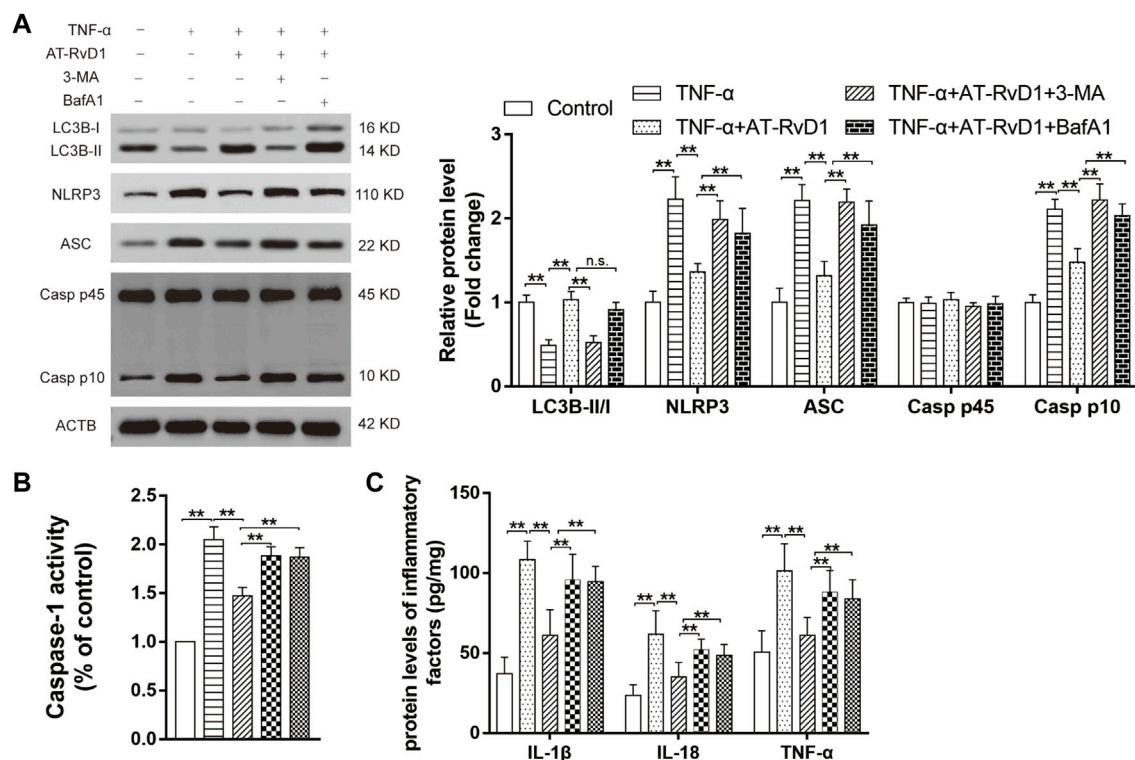 A
TNF-α − + + + +
AT-RvD1 − − + + +
3-MA − − − + −
BafA1 − − − − +
LC3B-I 16 KD
LC3B-II 14 KD
NLRP3 110 KD
ASC 22 KD
Casp p45 45 KD
Casp p10 10 KD
ACTB 42 KD
Control TNF-α TNF-α+AT-RvD1+3-MA
TNF-α+AT-RvD1 TNF-α+AT-RvD1+BafA1
Relative protein level
(Fold change)
3
2
1
0
** ** ** n.s.
** ** ** **
** ** ** **
** ** ** **
LC3B-II/I NLRP3 ASC Casp p45 Casp p10
B
Caspase-1 activity
(% of control)
2.5
2.0
1.5
1.0
0.5
0.0
** ** ** **
C
protein levels of inflammatory
factors (pg/mg)
150
100
50
0
** ** ** **
** ** ** **
** ** ** **
IL-1β IL-18 TNF-α